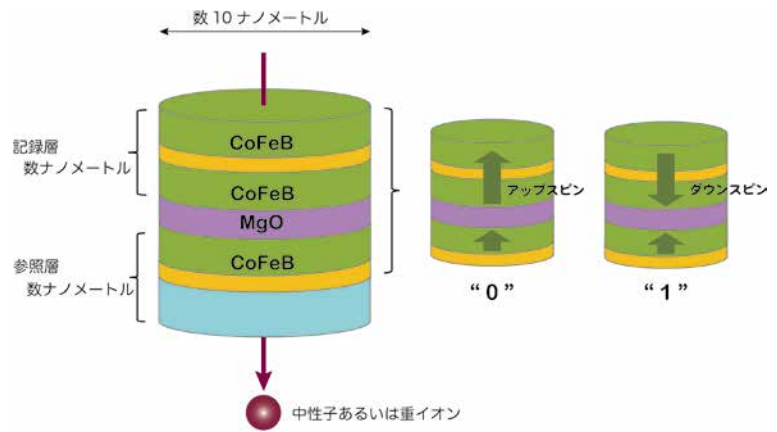 数10ナノメートル
記録層
数ナノメートル
CoFeB
CoFeB
MgO
参照層
数ナノメートル
CoFeB
アップスピン
ダウンスピン
“0”
“1”
中性子あるいは重イオン